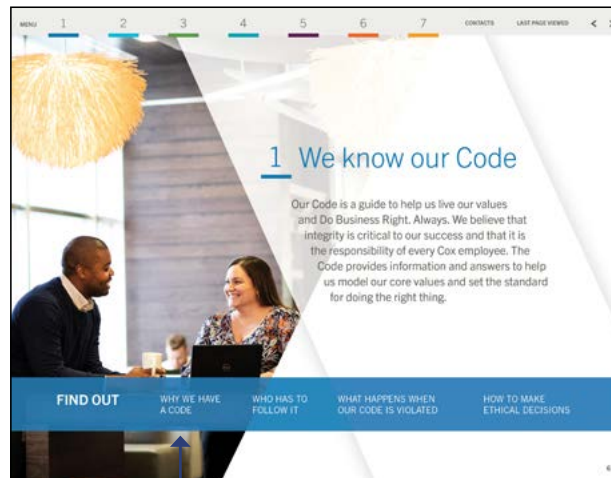 MENU 1 2 3 4 5 6 7 CONTACTS LAST PAGE VIEWED <
1 We know our Code
Our Code is a guide to help us live our values
and Do Business Right. Always. We believe that
integrity is critical to our success and that it is
the responsibility of every Cox employee. The
Code provides information and answers to help
us model our core values and set the standard
for doing the right thing.
FIND OUT
WHY WE HAVE
A CODE
WHO HAS TO
FOLLOW IT
WHAT HAPPENS WHEN
OUR CODE IS VIOLATED
HOW TO MAKE
ETHICAL DECISIONS
6